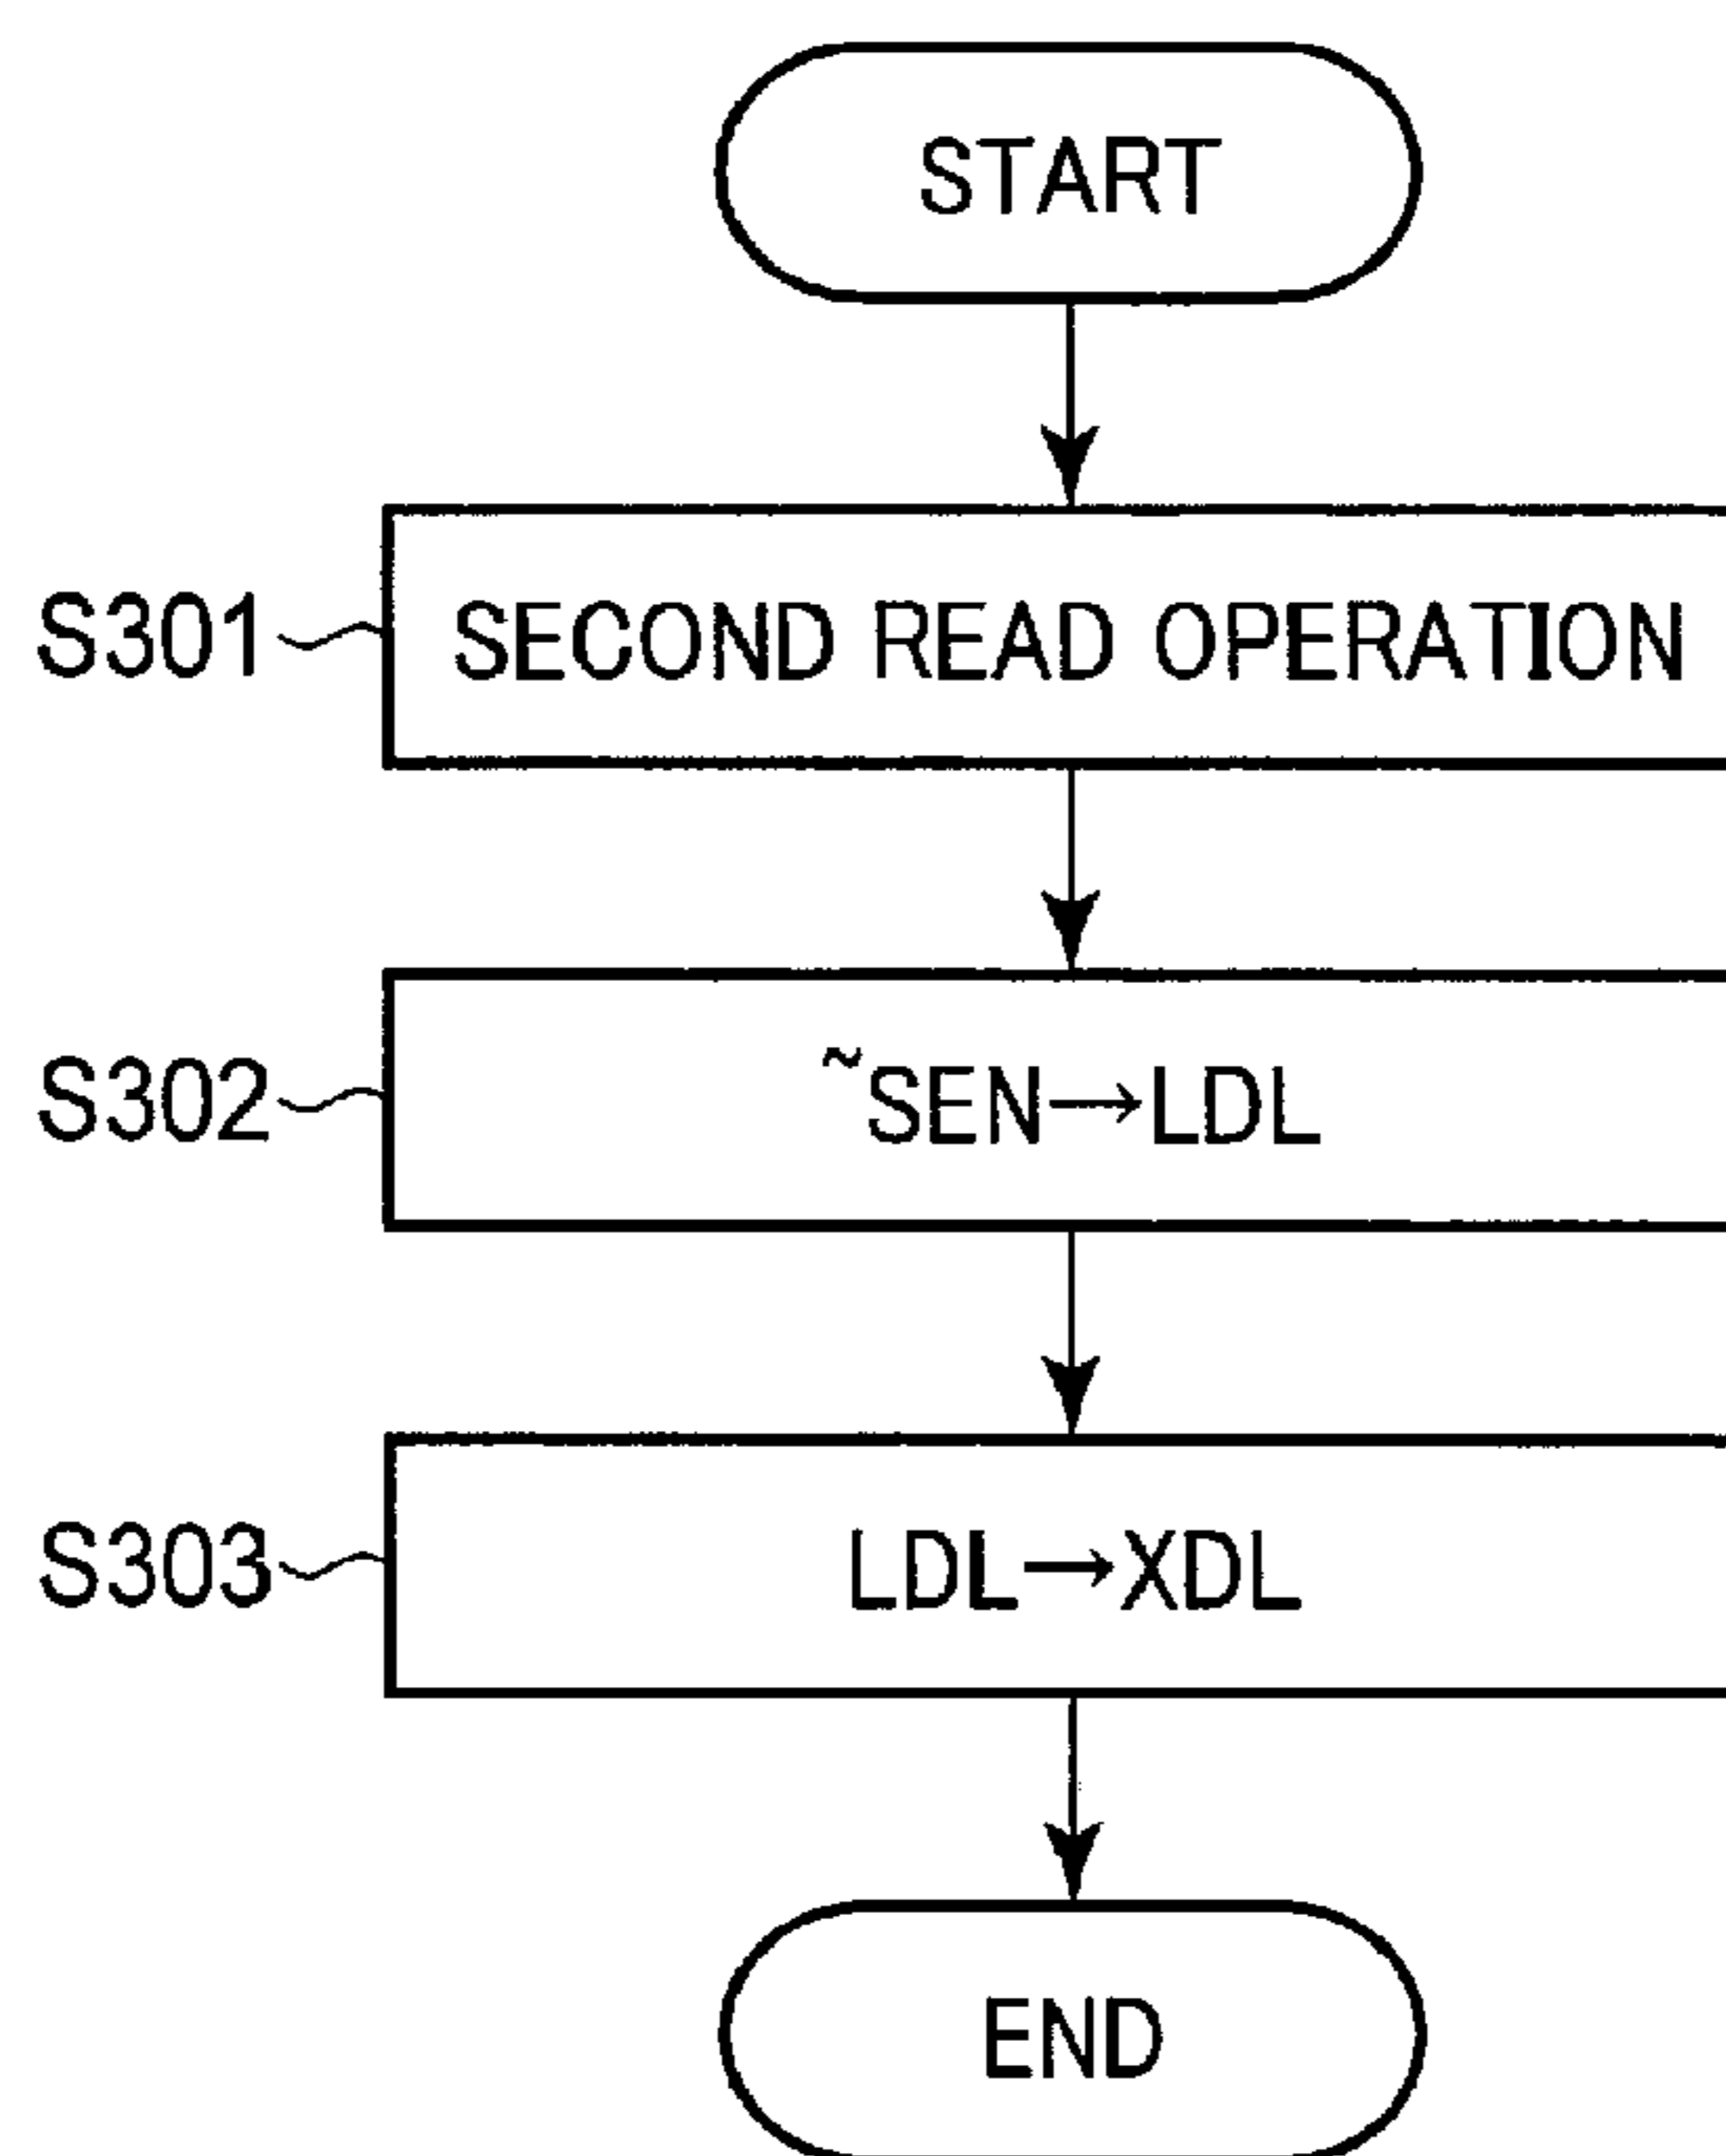 START
S301 SECOND READ OPERATION
S302 ~SEN→LDL
S303 LDL→XDL
END